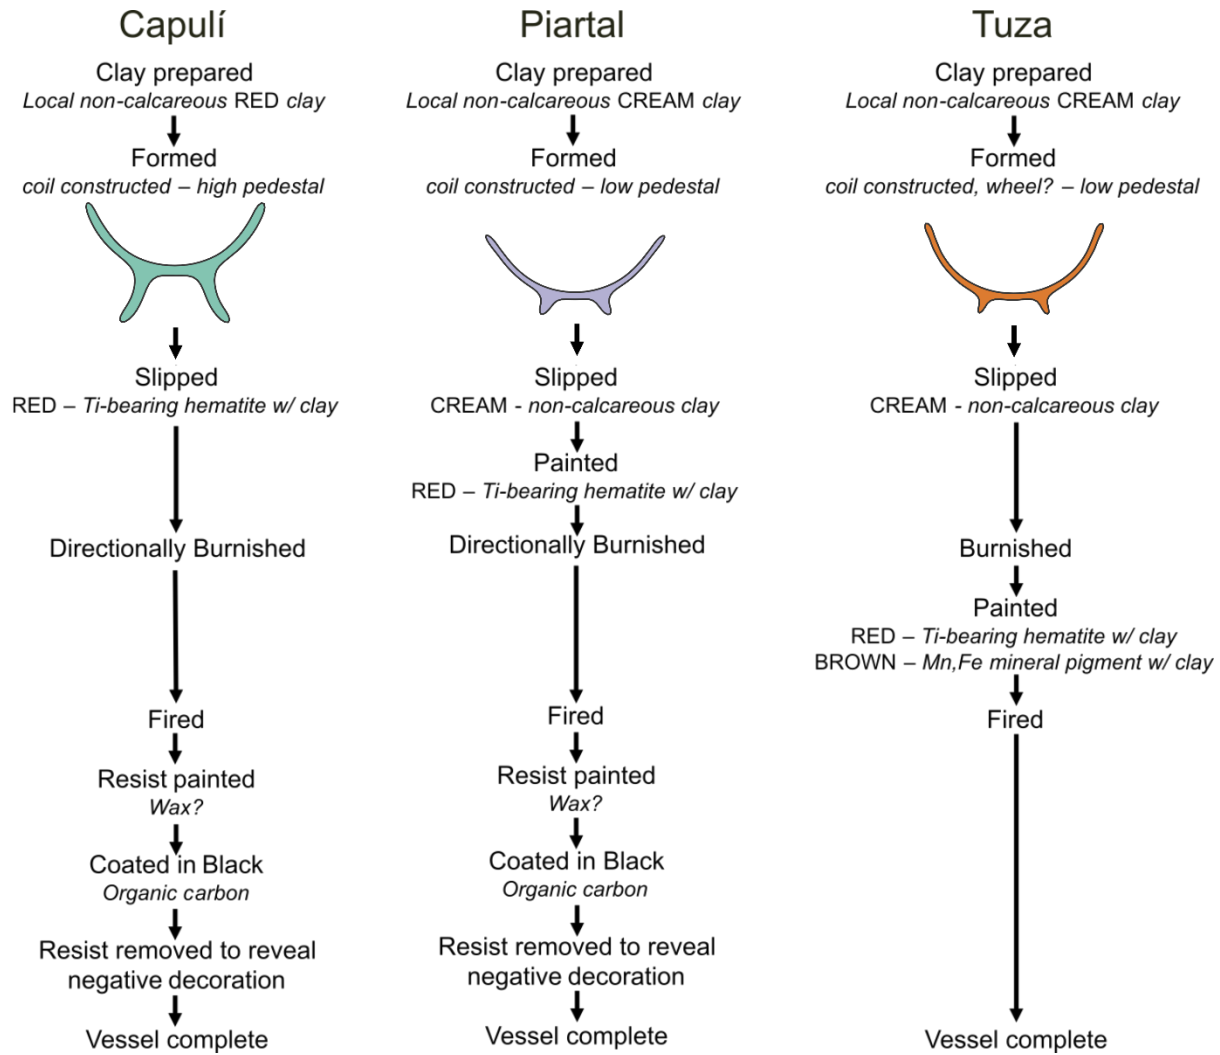 Capulí
Clay prepared
Local non-calcareous RED clay
Formed
coil constructed – high pedestal
Slipped
RED – Ti-bearing hematite w/ clay
Directionally Burnished
Fired
Resist painted
Wax?
Coated in Black
Organic carbon
Resist removed to reveal
negative decoration
Vessel complete
Piartal
Clay prepared
Local non-calcareous CREAM clay
Formed
coil constructed – low pedestal
Slipped
CREAM - non-calcareous clay
Painted
RED – Ti-bearing hematite w/ clay
Directionally Burnished
Fired
Resist painted
Wax?
Coated in Black
Organic carbon
Resist removed to reveal
negative decoration
Vessel complete
Tuza
Clay prepared
Local non-calcareous CREAM clay
Formed
coil constructed, wheel? – low pedestal
Slipped
CREAM - non-calcareous clay
Burnished
Painted
RED – Ti-bearing hematite w/ clay
BROWN – Mn,Fe mineral pigment w/ clay
Fired
Vessel complete